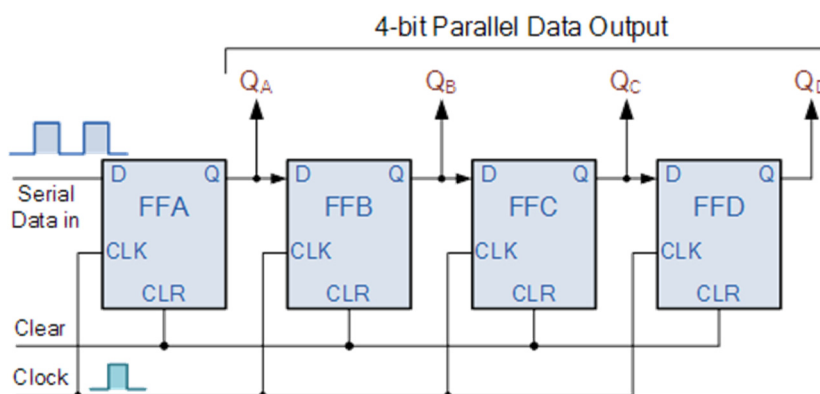 4-bit Parallel Data Output
QA QB QC QD
D Q D Q D Q D Q
Serial
Data in
FFA FFB FFC FFD
CLK CLK CLK CLK
CLR CLR CLR CLR
Clear
Clock